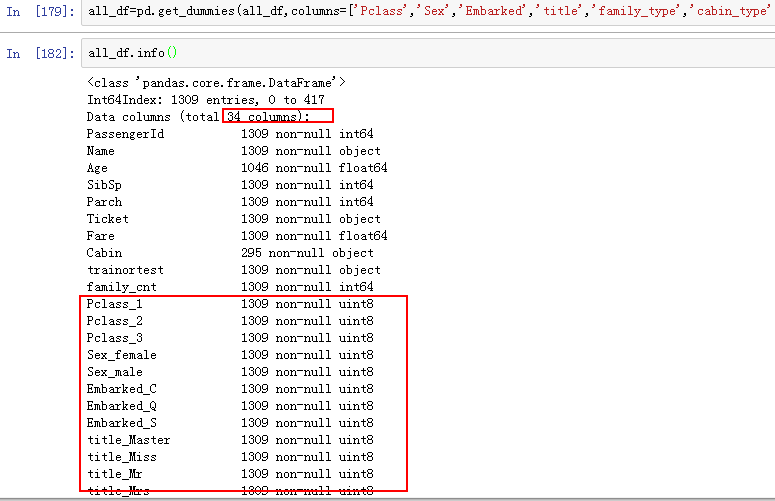 In [179]: all_df=pd.get_dummies(all_df,columns=['Pclass','Sex','Embarked','title','family_type','cabin_type'
In [182]: all_df.info()
<class 'pandas.core.frame.DataFrame'>
Int64Index: 1309 entries, 0 to 417
Data columns (total 34 columns):
PassengerId 1309 non-null int64
Name 1309 non-null object
Age 1046 non-null float64
SibSp 1309 non-null int64
Parch 1309 non-null int64
Ticket 1309 non-null object
Fare 1309 non-null float64
Cabin 295 non-null object
trainortest 1309 non-null object
family_cnt 1309 non-null int64
Pclass_1 1309 non-null uint8
Pclass_2 1309 non-null uint8
Pclass_3 1309 non-null uint8
Sex_female 1309 non-null uint8
Sex_male 1309 non-null uint8
Embarked_C 1309 non-null uint8
Embarked_Q 1309 non-null uint8
Embarked_S 1309 non-null uint8
title_Master 1309 non-null uint8
title_Miss 1309 non-null uint8
title_Mr 1309 non-null uint8
title_Mrs 1309 non-null uint8